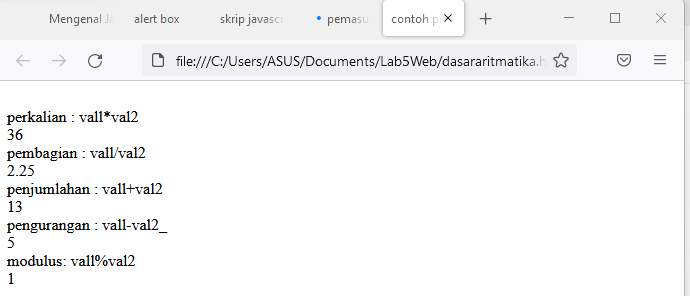 Mengenal Ja
alert box
skrip javascr
pemasu
contoh p
file:///C:/Users/ASUS/Documents/Lab5Web/dasararitmatika.h
perkalian : vall*val2
36
pembagian : vall/val2
2.25
penjumlahan : vall+val2
13
pengurangan : vall-val2_
5
modulus: vall%val2
1